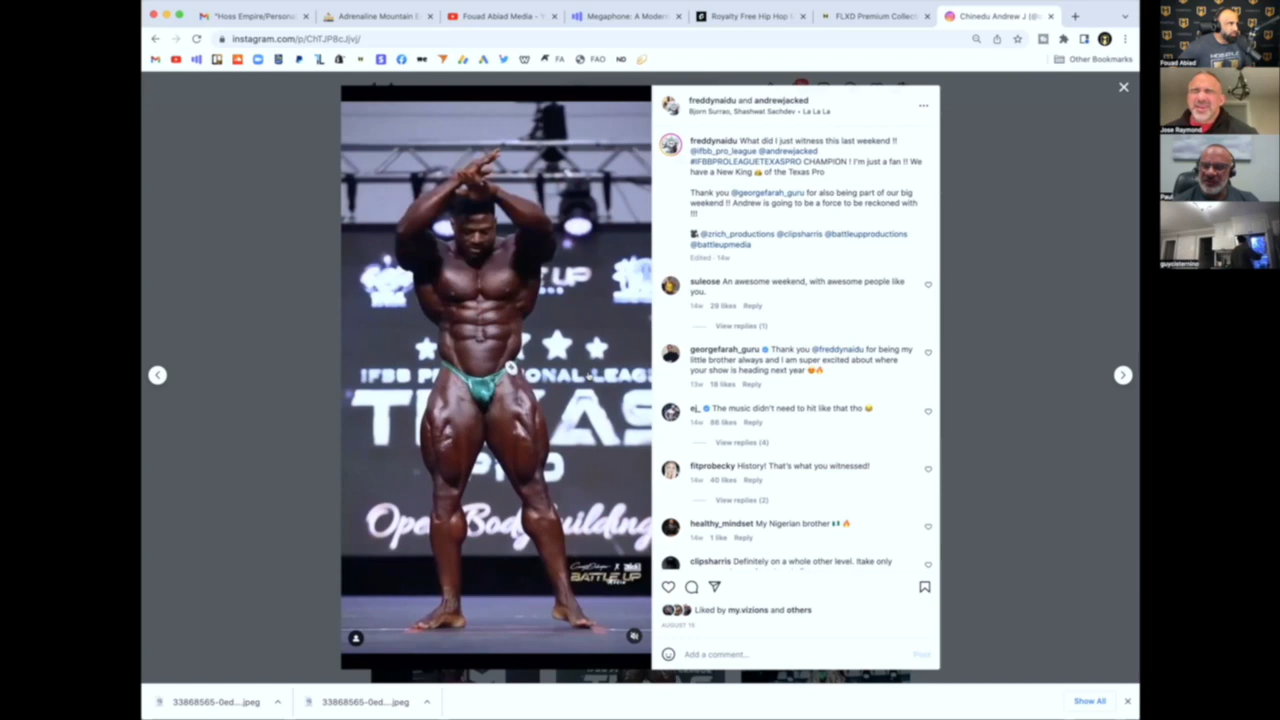 "Hoss Empire/Persona
Adrenaline Mountain E
Fouad Abiad Media - Y
Megaphone: A Modern
Royalty Free Hip Hop I
FLXD Premium Collect
Chinedu Andrew J (@
instagram.com/p/ChTJP8cJjvj/
FA
FAO
ND
Other Bookmarks
freddynaidu and andrewjacked
Bjorn Surrao, Shashwat Sachdev • La La La
freddynaidu What did I just witness this last weekend !!
@ifbb_pro_league @andrewjacked
#IFBBPROLEAGUETEXASPRO CHAMPION ! I'm just a fan !! We
have a New King 👑 of the Texas Pro
Thank you @georgefarah_guru for also being part of our big
weekend !! Andrew is going to be a force to be reckoned with
!!!
@zrich_productions @clipsharris @battleupproductions
@battleupmedia
Edited · 14w
suleose An awesome weekend, with awesome people like
you.
14w 29 likes Reply
View replies (1)
georgefarah_guru Thank you @freddynaidu for being my
little brother always and I am super excited about where
your show is heading next year 😍🔥
13w 18 likes Reply
ej_ The music didn't need to hit like that tho 😂
14w 86 likes Reply
View replies (4)
fitprobecky History! That's what you witnessed!
14w 40 likes Reply
View replies (2)
healthy_mindset My Nigerian brother 🇳🇬 🔥
14w 1 like Reply
clipsharris Definitely on a whole other level. Itake only
Liked by my.vizions and others
AUGUST 19
Add a comment...
Post
IFBB PR ONAL LEAG
TEXAS
PRO
Open Bodybuilding
BATTLE UP
33868565-0ed....jpeg
33868565-0ed....jpeg
Show All
Fouad Abiad
Jose Raymond
Paul
guycisternino